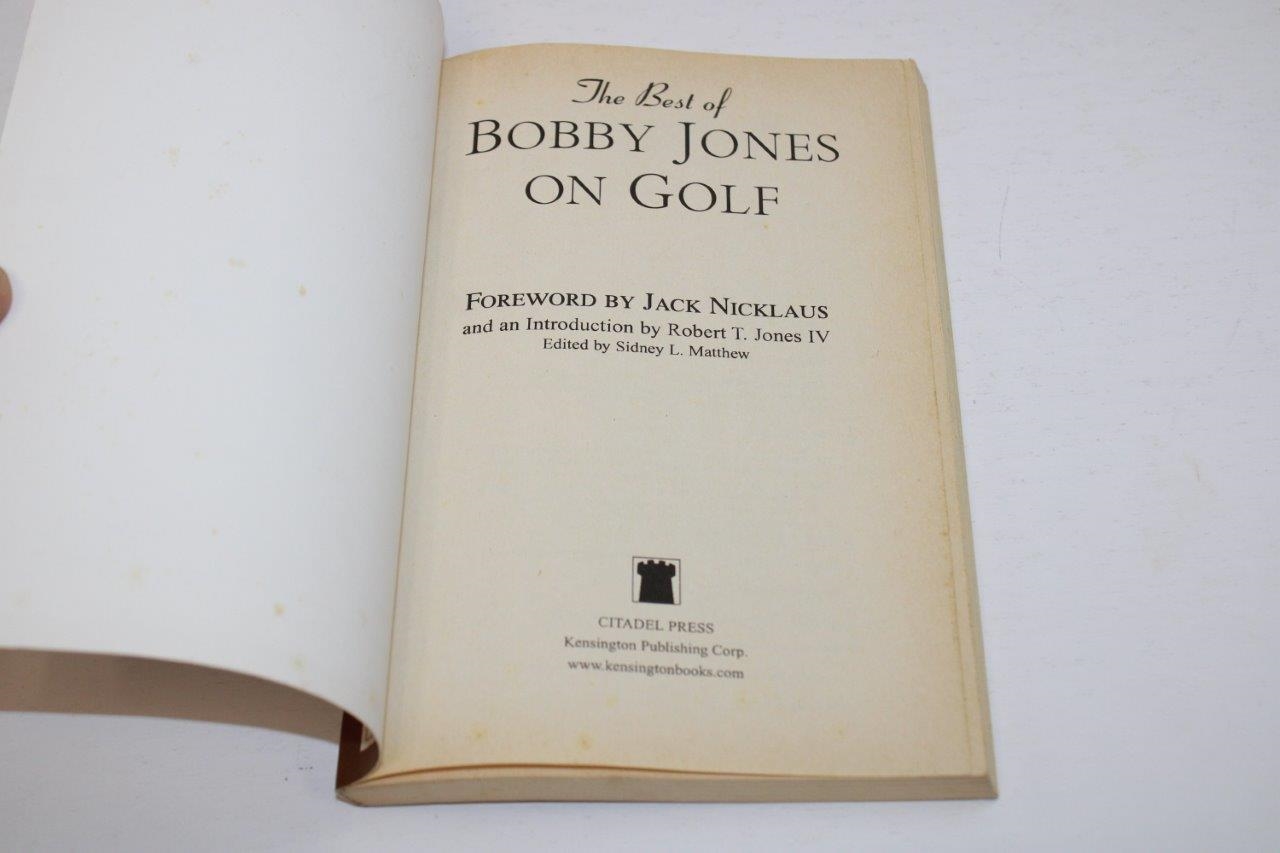 The Best of
BOBBY JONES
ON GOLF
FOREWORD BY JACK NICKLAUS
and an Introduction by Robert T. Jones IV
Edited by Sidney L. Matthew
CITADEL PRESS
Kensington Publishing Corp.
www.kensingtonbooks.com